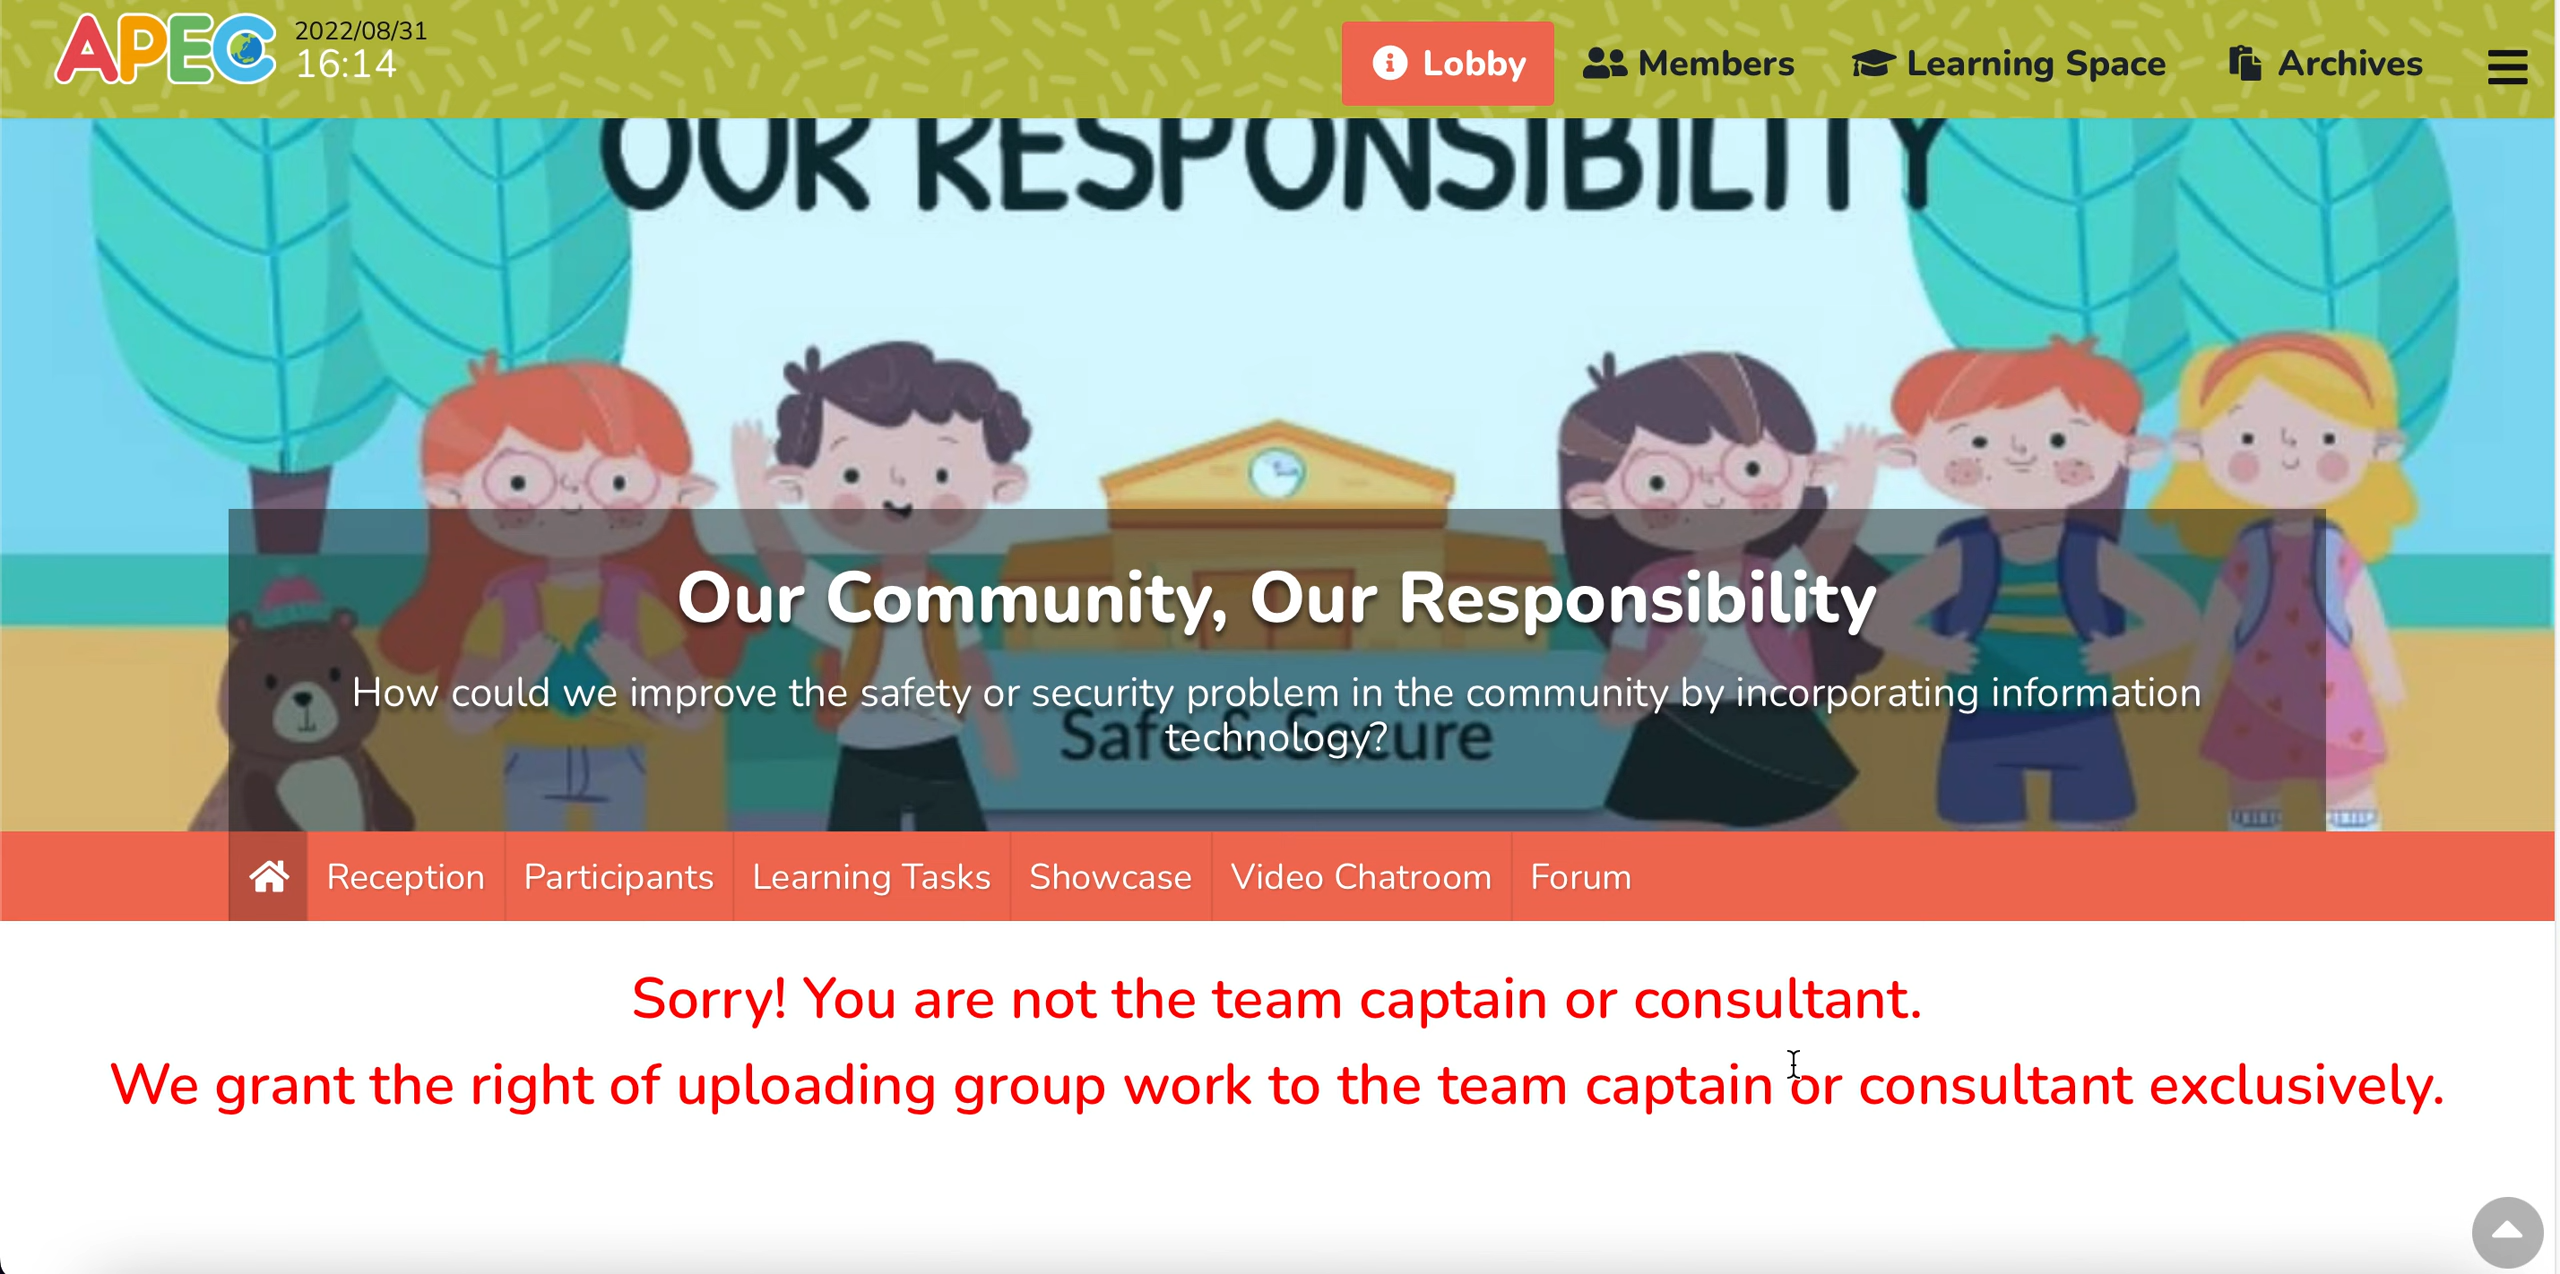 APEC
2022/08/31
16:14
Lobby
Members
Learning Space
Archives
OUR RESPONSIBILITY
Our Community, Our Responsibility
How could we improve the safety or security problem in the community by incorporating information
technology?
Safe & Secure
Reception
Participants
Learning Tasks
Showcase
Video Chatroom
Forum
Sorry! You are not the team captain or consultant.
We grant the right of uploading group work to the team captain or consultant exclusively.